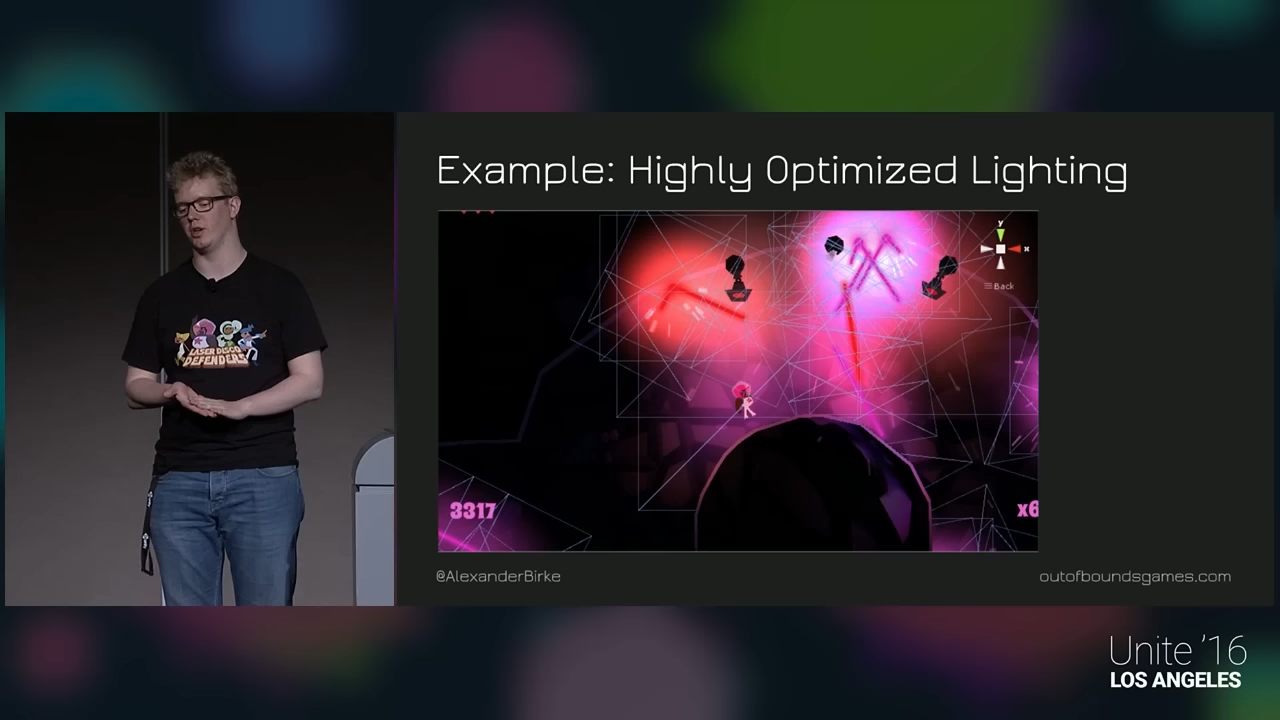 Example: Highly Optimized Lighting
y
x
Back
LASER DISCO
DEFENDERS
3317
x6
@AlexanderBirke
outofboundsgames.com
Unite '16
LOS ANGELES